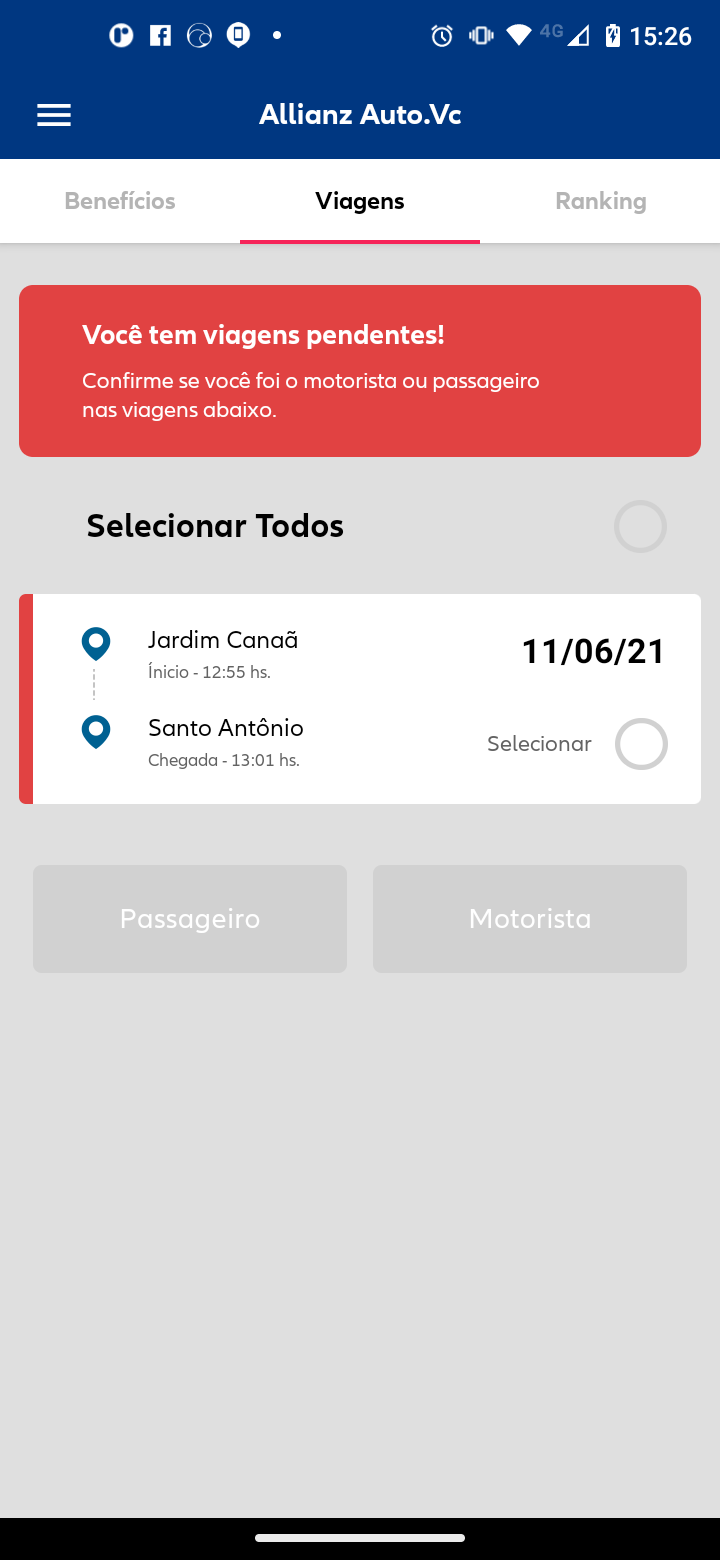 4G 15:26
Allianz Auto.Vc
Benefícios Viagens Ranking
Você tem viagens pendentes!
Confirme se você foi o motorista ou passageiro
nas viagens abaixo.
Selecionar Todos
Jardim Canaã
11/06/21
Ínicio - 12:55 hs.
Santo Antônio
Selecionar
Chegada - 13:01 hs.
Passageiro Motorista